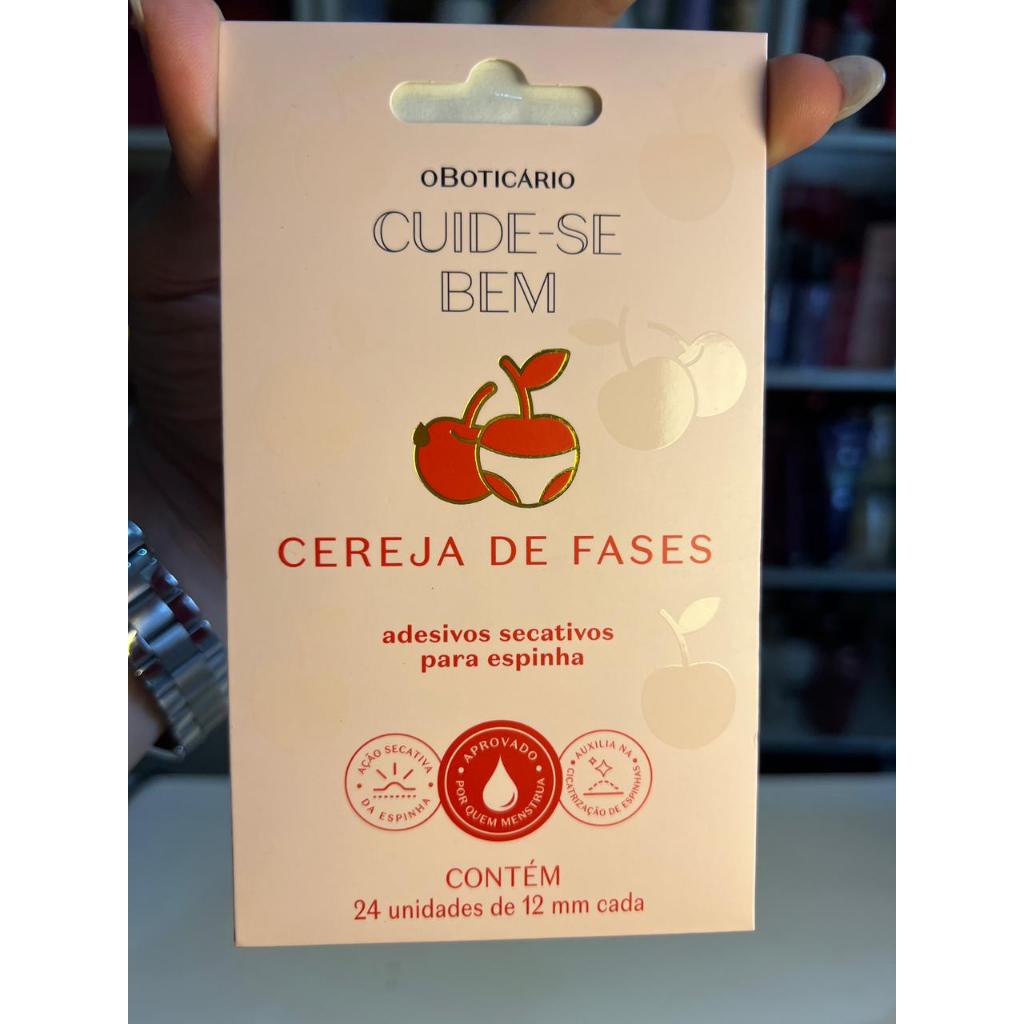 oBOTICÁRIO
CUIDE-SE
BEM
CEREJA DE FASES
adesivos secativos
para espinha
AÇÃO SECATIVA
DA ESPINHA
APROVADO
POR QUEM MENSTRUA
AUXILIA NA
CICATRIZAÇÃO DE ESPINHAS
CONTÉM
24 unidades de 12 mm cada